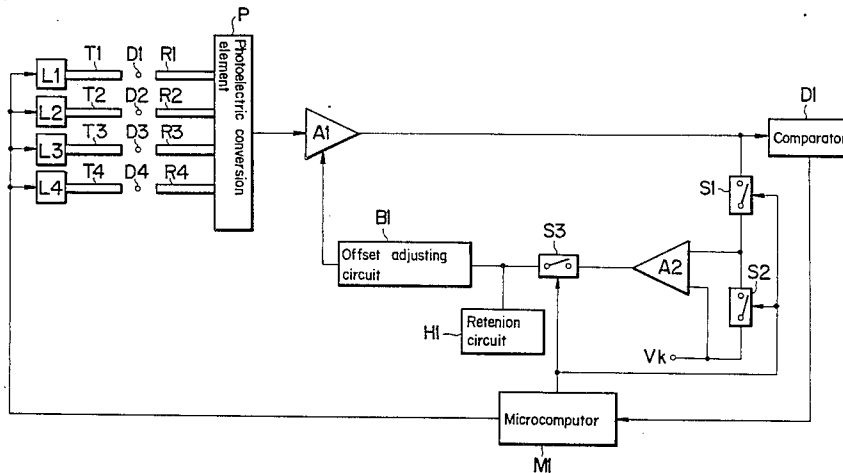 P
T1 D1 R1
L1
T2 D2 R2
L2
T3 D3 R3
L3
T4 D4 R4
L4
Photoelectric conversion
element
A1
D1
Comparator
S1
B1
Offset adjusting
circuit
S3
A2
S2
H1
Retenion
circuit
Vk
Microcomputor
M1